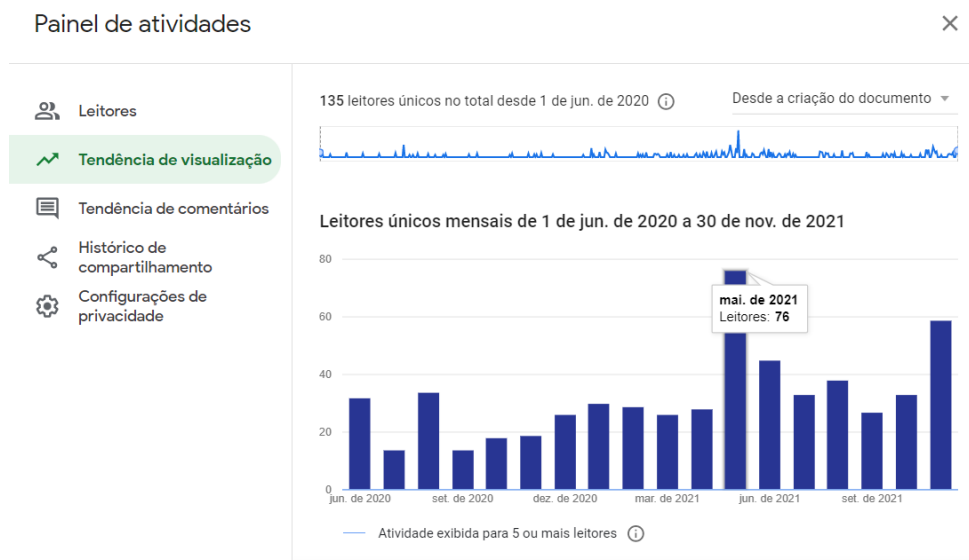 Painel de atividades
Leitores
Tendência de visualização
Tendência de comentários
Histórico de
compartilhamento
Configurações de
privacidade
135 leitores únicos no total desde 1 de jun. de 2020
Desde a criação do documento
Leitores únicos mensais de 1 de jun. de 2020 a 30 de nov. de 2021
80
60
40
20
0
mai. de 2021
Leitores: 76
jun. de 2020
set. de 2020
dez. de 2020
mar. de 2021
jun. de 2021
set. de 2021
Atividade exibida para 5 ou mais leitores